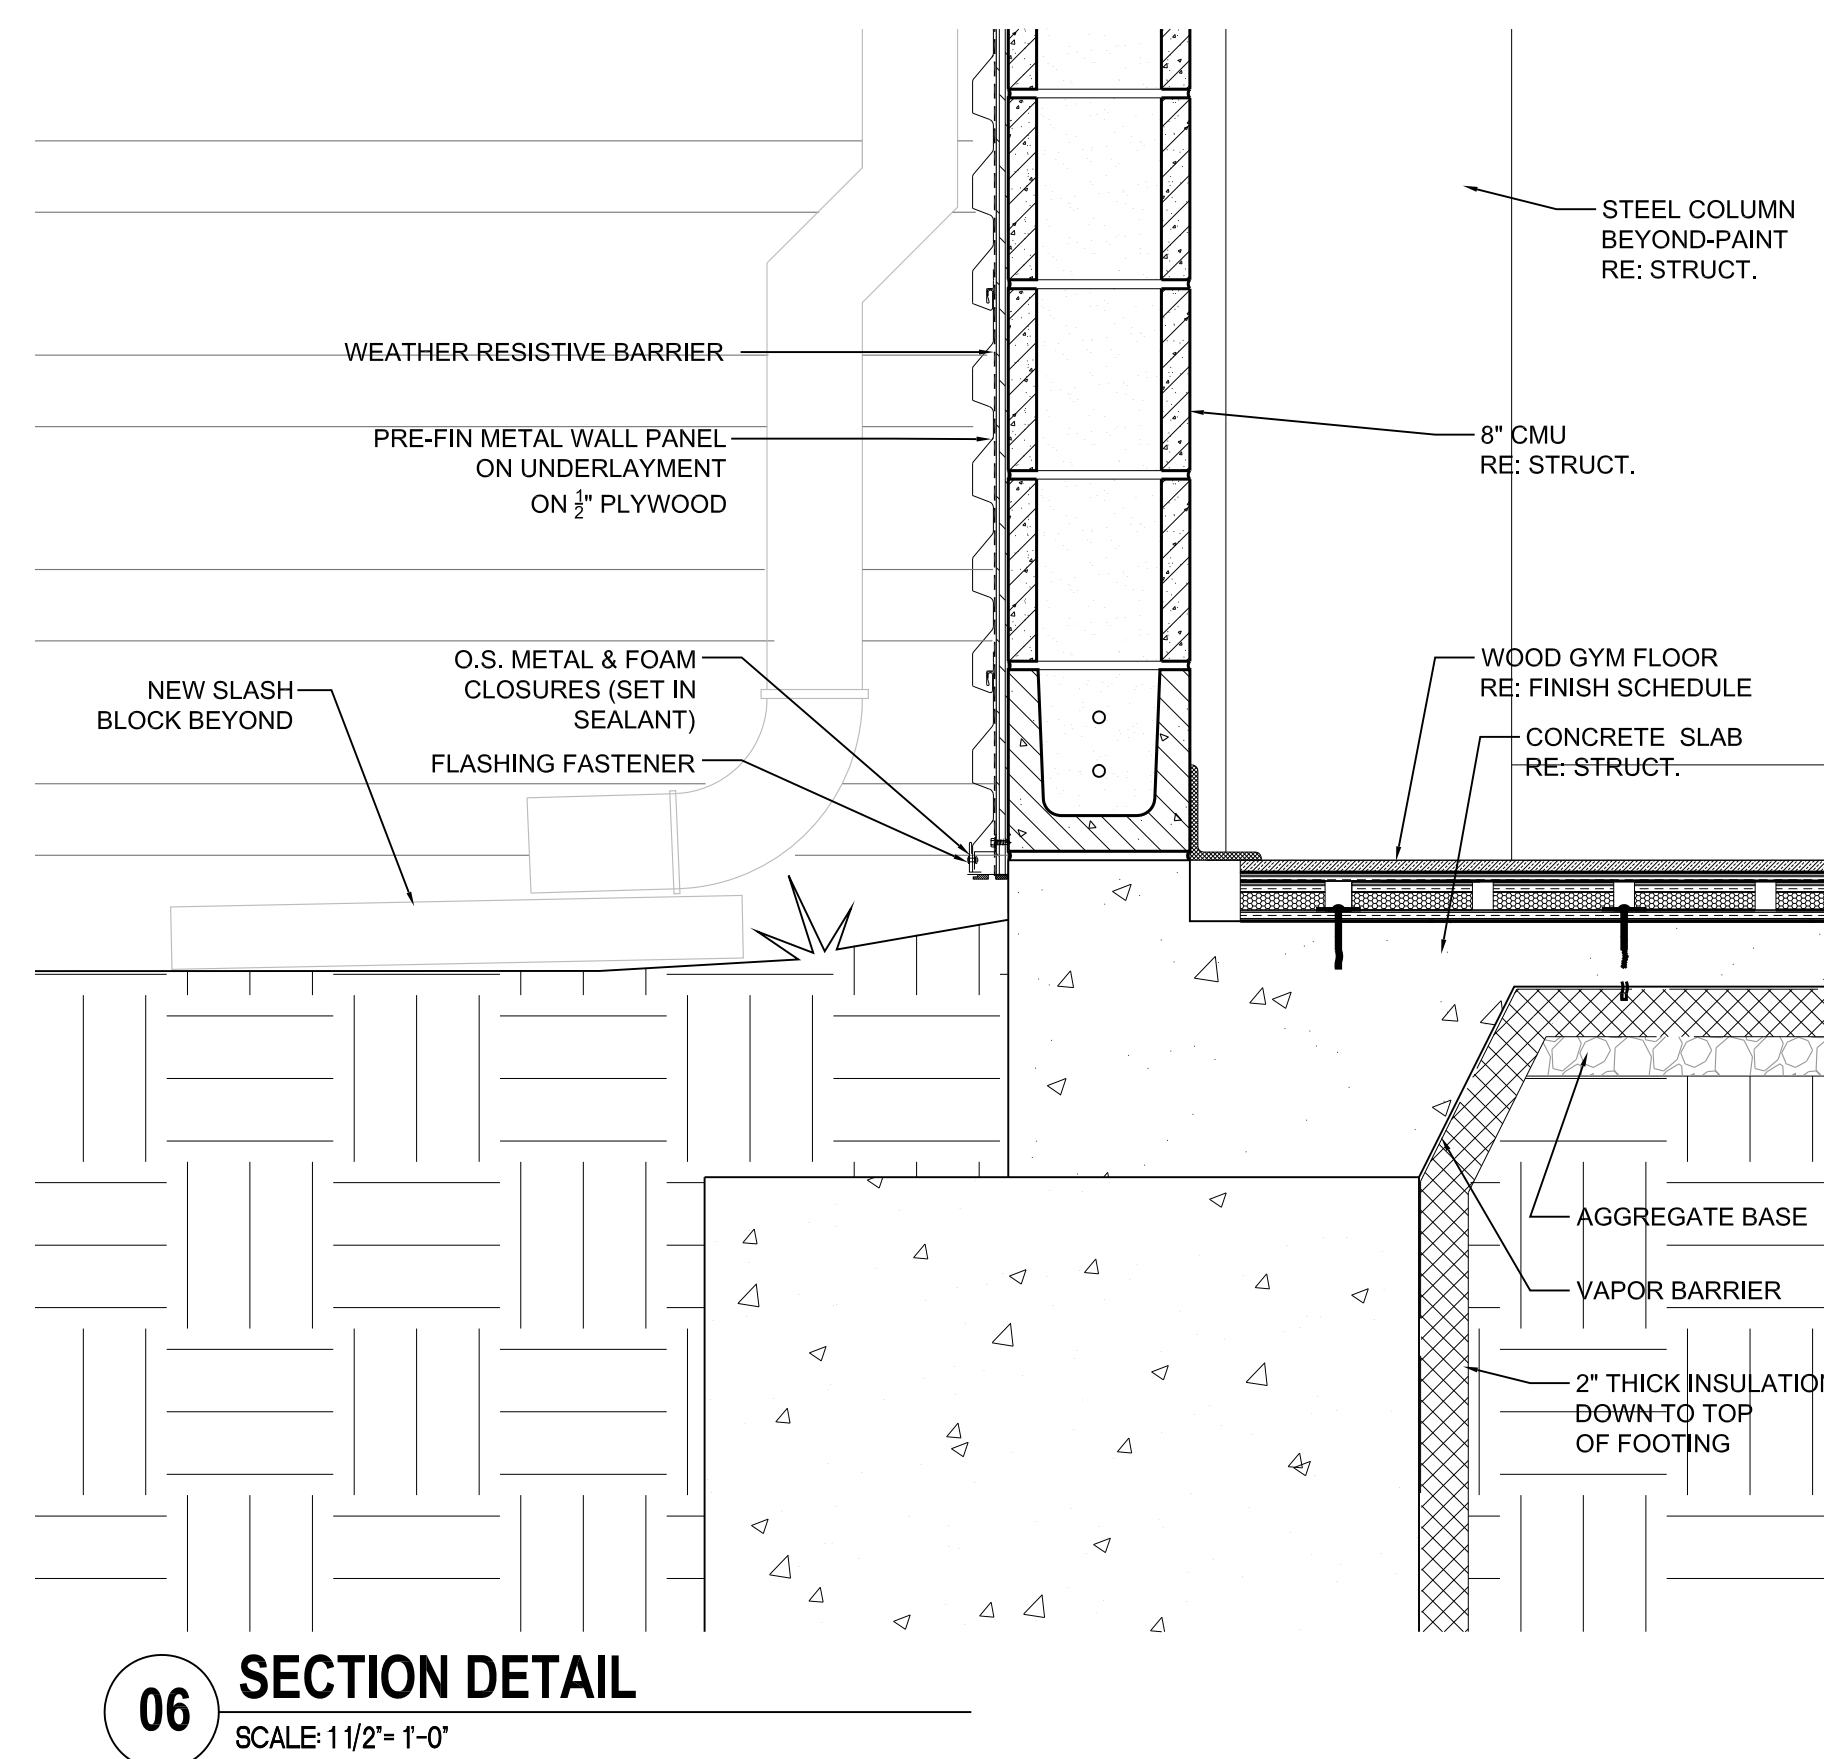 STEEL COLUMN
BEYOND-PAINT
RE: STRUCT.
WEATHER RESISTIVE BARRIER
PRE-FIN METAL WALL PANEL
ON UNDERLAYMENT
ON 1/2" PLYWOOD
8" CMU
RE: STRUCT.
O.S. METAL & FOAM
CLOSURES (SET IN
SEALANT)
NEW SLASH
BLOCK BEYOND
FLASHING FASTENER
WOOD GYM FLOOR
RE: FINISH SCHEDULE
CONCRETE SLAB
RE: STRUCT.
AGGREGATE BASE
VAPOR BARRIER
2" THICK INSULATION
DOWN TO TOP
OF FOOTING
06
SECTION DETAIL
SCALE: 1 1/2"= 1'-0"